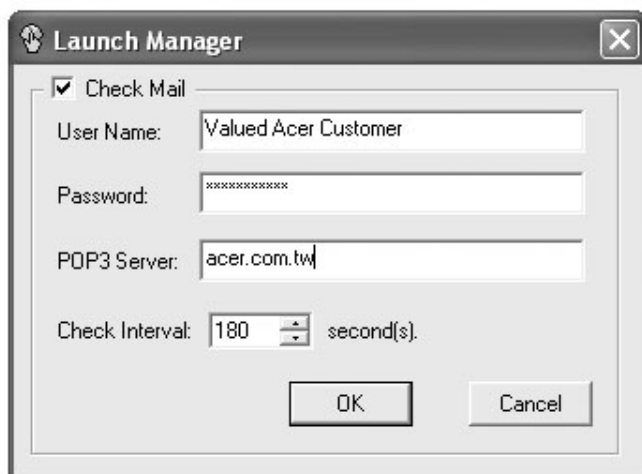 Launch Manager
Check Mail
User Name: Valued Acer Customer
Password: ***********
POP3 Server: acer.com.tw
Check Interval: 180 second(s).
OK Cancel